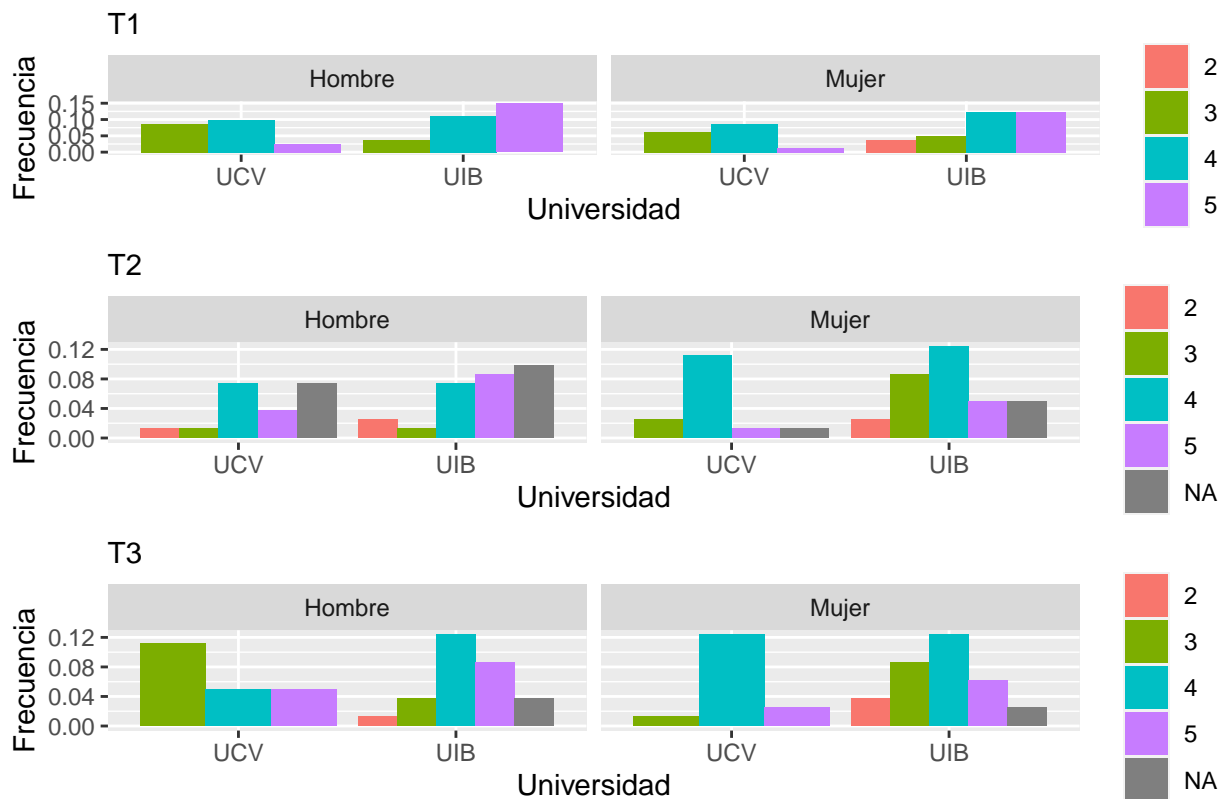 T1
Hombre
Mujer
Frecuencia
0.15
0.10
0.05
0.00
UCV
UIB
UCV
UIB
Universidad
2
3
4
5
T2
Hombre
Mujer
Frecuencia
0.12
0.08
0.04
0.00
UCV
UIB
UCV
UIB
Universidad
2
3
4
5
NA
T3
Hombre
Mujer
Frecuencia
0.12
0.08
0.04
0.00
UCV
UIB
UCV
UIB
Universidad
2
3
4
5
NA